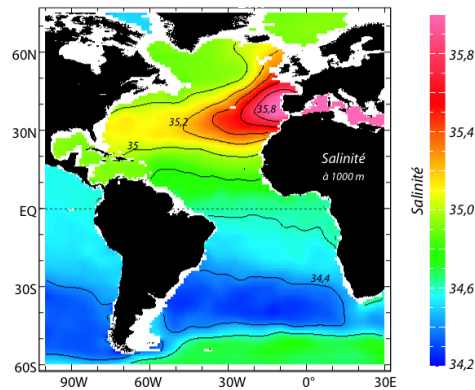 60N
30N
EQ
30S
60S
90W
60W
30W
0°
30E
35,8
35,2
35
Salinité
à 1000 m
34,4
Salinité
35,8
35,4
35,0
34,6
34,2